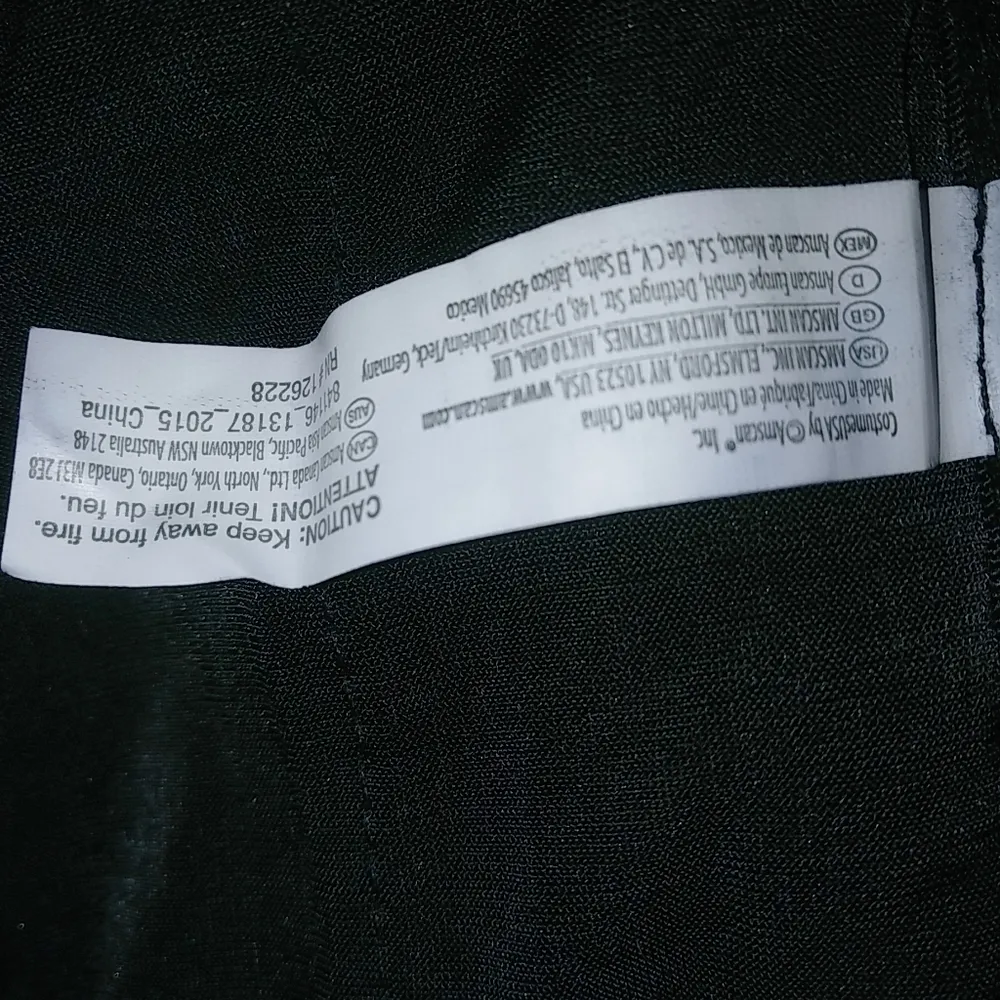 CostumesUSA by © Amscan® Inc.
Made in China/Fabriqué en Chine/Hecho en China
USA AMSCAN INC., ELMSFORD, NY 10523 USA, www.amscan.com
GB AMSCAN INT. LTD, MILTON KEYNES, MK10 0DA, UK
D Amscan Europe GmbH, Dettinger Str. 148, D-73230 Kirchheim/Teck, Germany
MEX Amscan de Mexico, S.A. de C.V., El Salto, Jalisco 45690 Mexico
CAUTION: Keep away from fire.
ATTENTION! Tenir loin du feu.
CAN Amscan Canada Ltd., North York, Ontario, Canada M3J 2E8
AUS Amscan Asia Pacific, Blacktown NSW Australia 2148
841146_13187_2015_China
RN # 126228